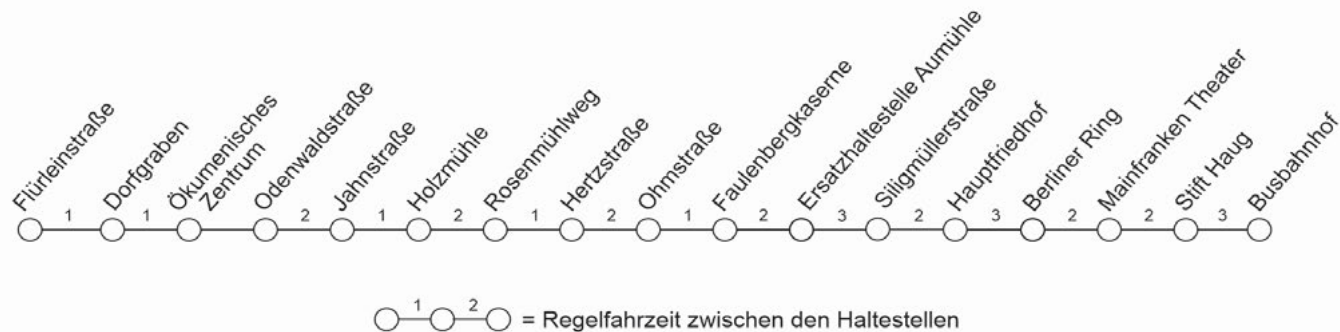 Flürleinstraße
Dorfgraben
Ökumenisches
Zentrum
Odenwaldstraße
Jahnstraße
Holzmühle
Rosenmühlweg
Hertzstraße
Ohmstraße
Faulenbergkaserne
Ersatzhaltestelle Aumühle
Siligmüllerstraße
Hauptfriedhof
Berliner Ring
Mainfranken Theater
Stift Haug
Busbahnhof
1 1 2 1 2 1 2 1 2 3 2 3 2 2 3
1 2 = Regelfahrzeit zwischen den Haltestellen